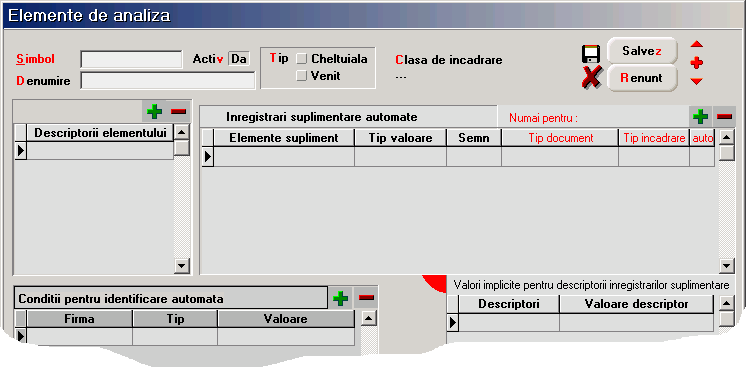 Elemente de analiza
Simbol Activ Da Tip Cheltuiala Clasa de incadrare Salvez
Denumire Venit --- Renunt
Inregistrari suplimentare automate Numai pentru :
Descriptorii elementului Elemente supliment Tip valoare Semn Tip document Tip incadrare auto
Valori implicite pentru descriptorii inregistrarilor suplimentare
Conditii pentru identificare automata Descriptori Valoare descriptor
Firma Tip Valoare